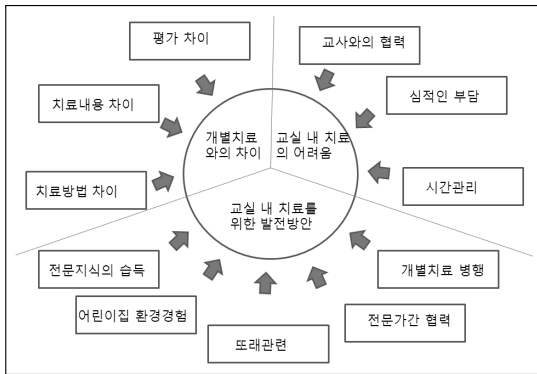 평가 차이
교사와의 협력
치료내용 차이
심적인 부담
개별치료
와의 차이
교실 내 치료
의 어려움
치료방법 차이
시간관리
교실 내 치료를
위한 발전방안
전문지식의 습득
개별치료 병행
어린이집 환경경험
전문가간 협력
또래관련